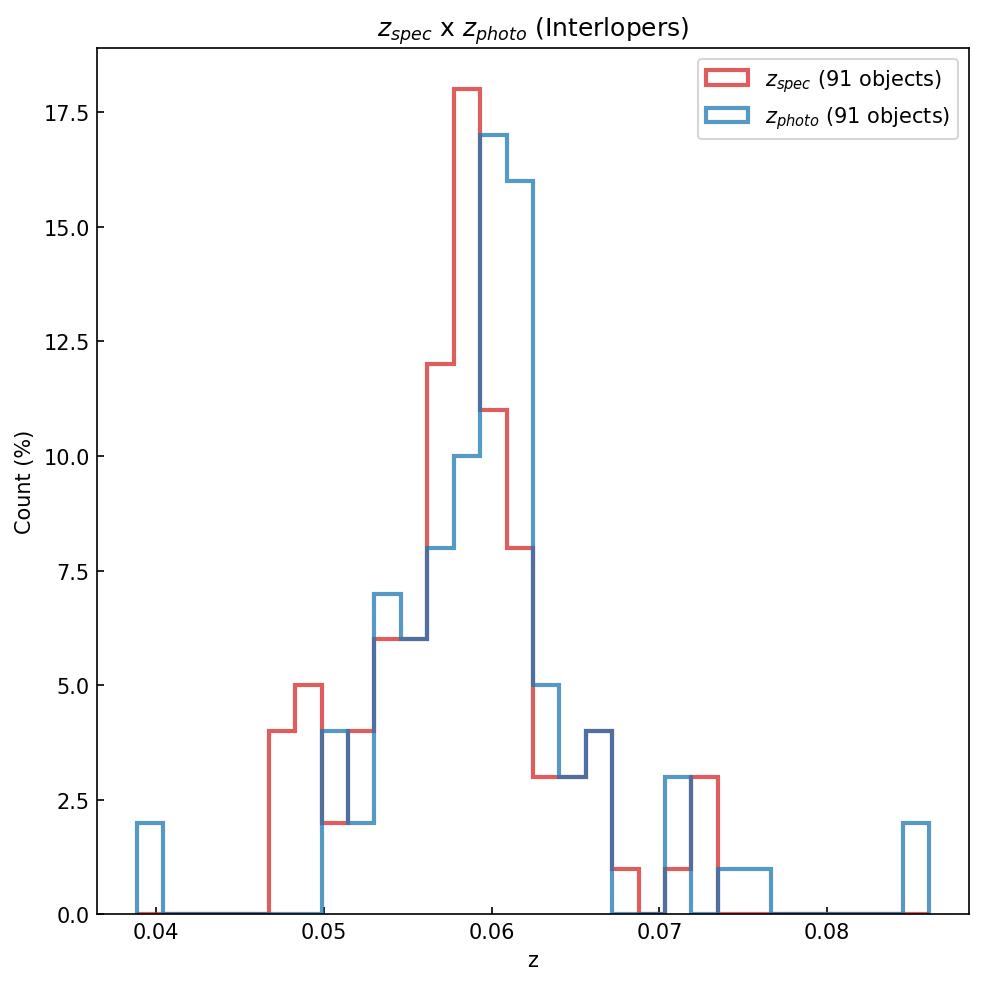 z_spec x z_photo (Interlopers)
z_spec (91 objects)
z_photo (91 objects)
Count (%)
17.5
15.0
12.5
10.0
7.5
5.0
2.5
0.0
0.04 0.05 0.06 0.07 0.08
z